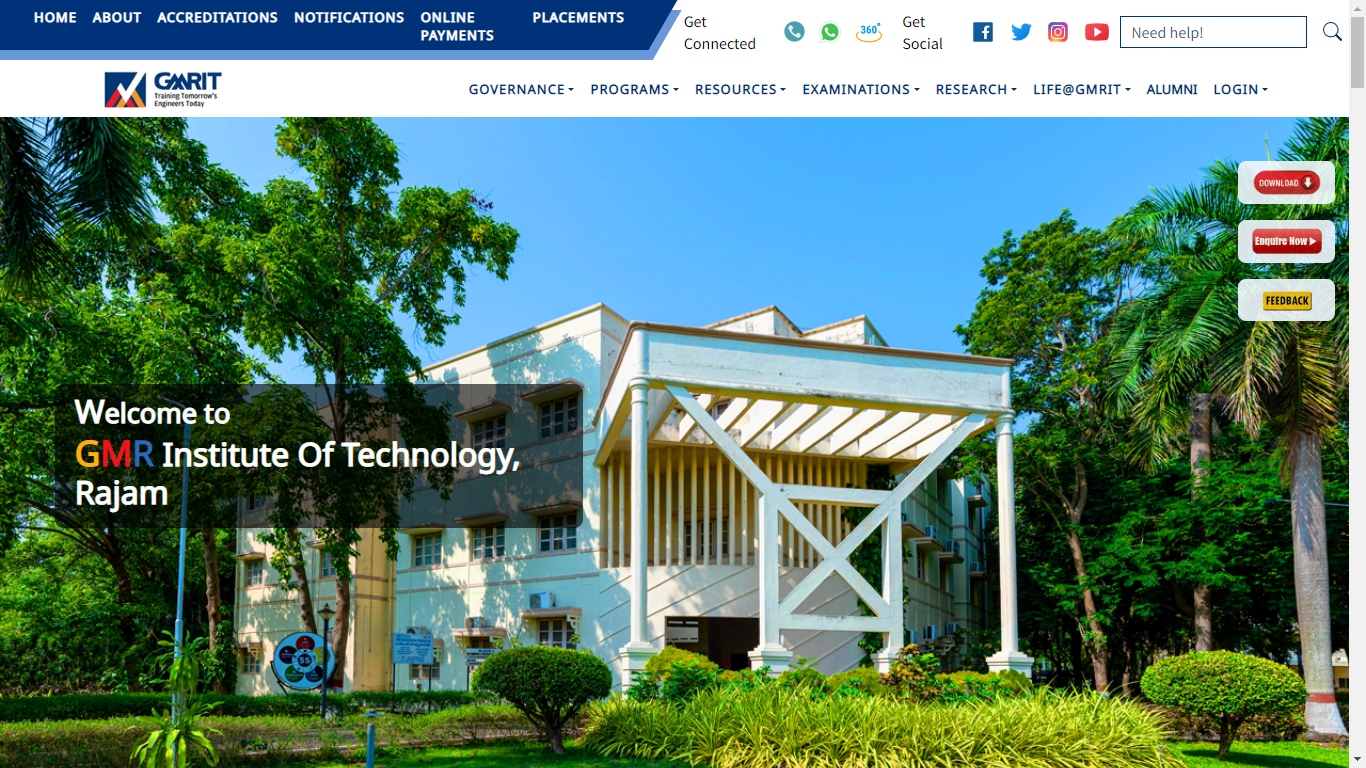 HOME ABOUT ACCREDITATIONS NOTIFICATIONS ONLINE PAYMENTS PLACEMENTS
Get Connected
360°
Get Social
Need help!
GMRIT
Training Tomorrow's
Engineers Today
GOVERNANCE PROGRAMS RESOURCES EXAMINATIONS RESEARCH LIFE@GMRIT ALUMNI LOGIN
DOWNLOAD
Enquire Now
FEEDBACK
Welcome to
GMR Institute Of Technology,
Rajam
5S